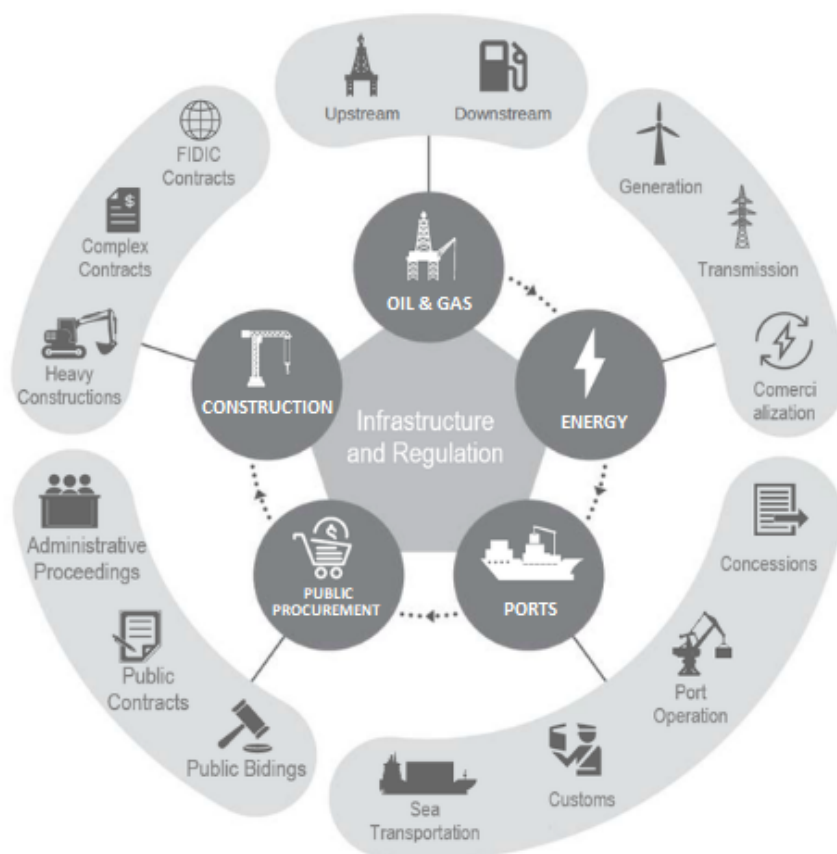 Upstream
Downstream
FIDIC
Contracts
Complex
Contracts
Heavy
Constructions
Generation
Transmission
Comerci
alization
OIL & GAS
CONSTRUCTION
ENERGY
Infrastructure
and Regulation
PUBLIC
PROCUREMENT
PORTS
Administrative
Proceedings
Public
Contracts
Public Bidings
Concessions
Port
Operation
Customs
Sea
Transportation